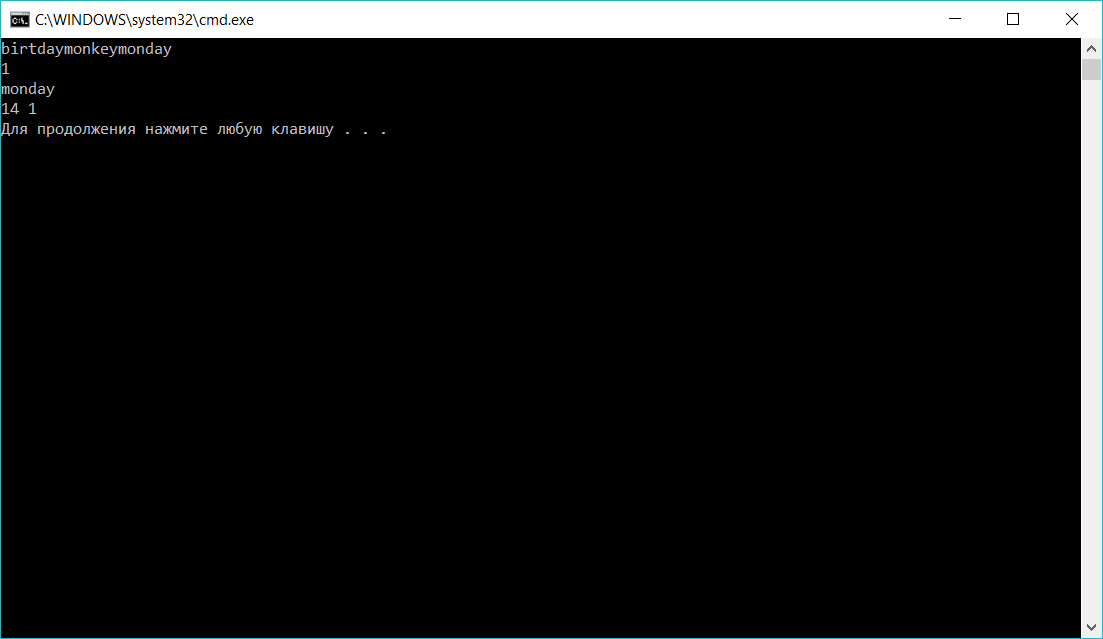 C:\WINDOWS\system32\cmd.exe
birtdaymonkeymonday
1
monday
14 1
Для продолжения нажмите любую клавишу . . .